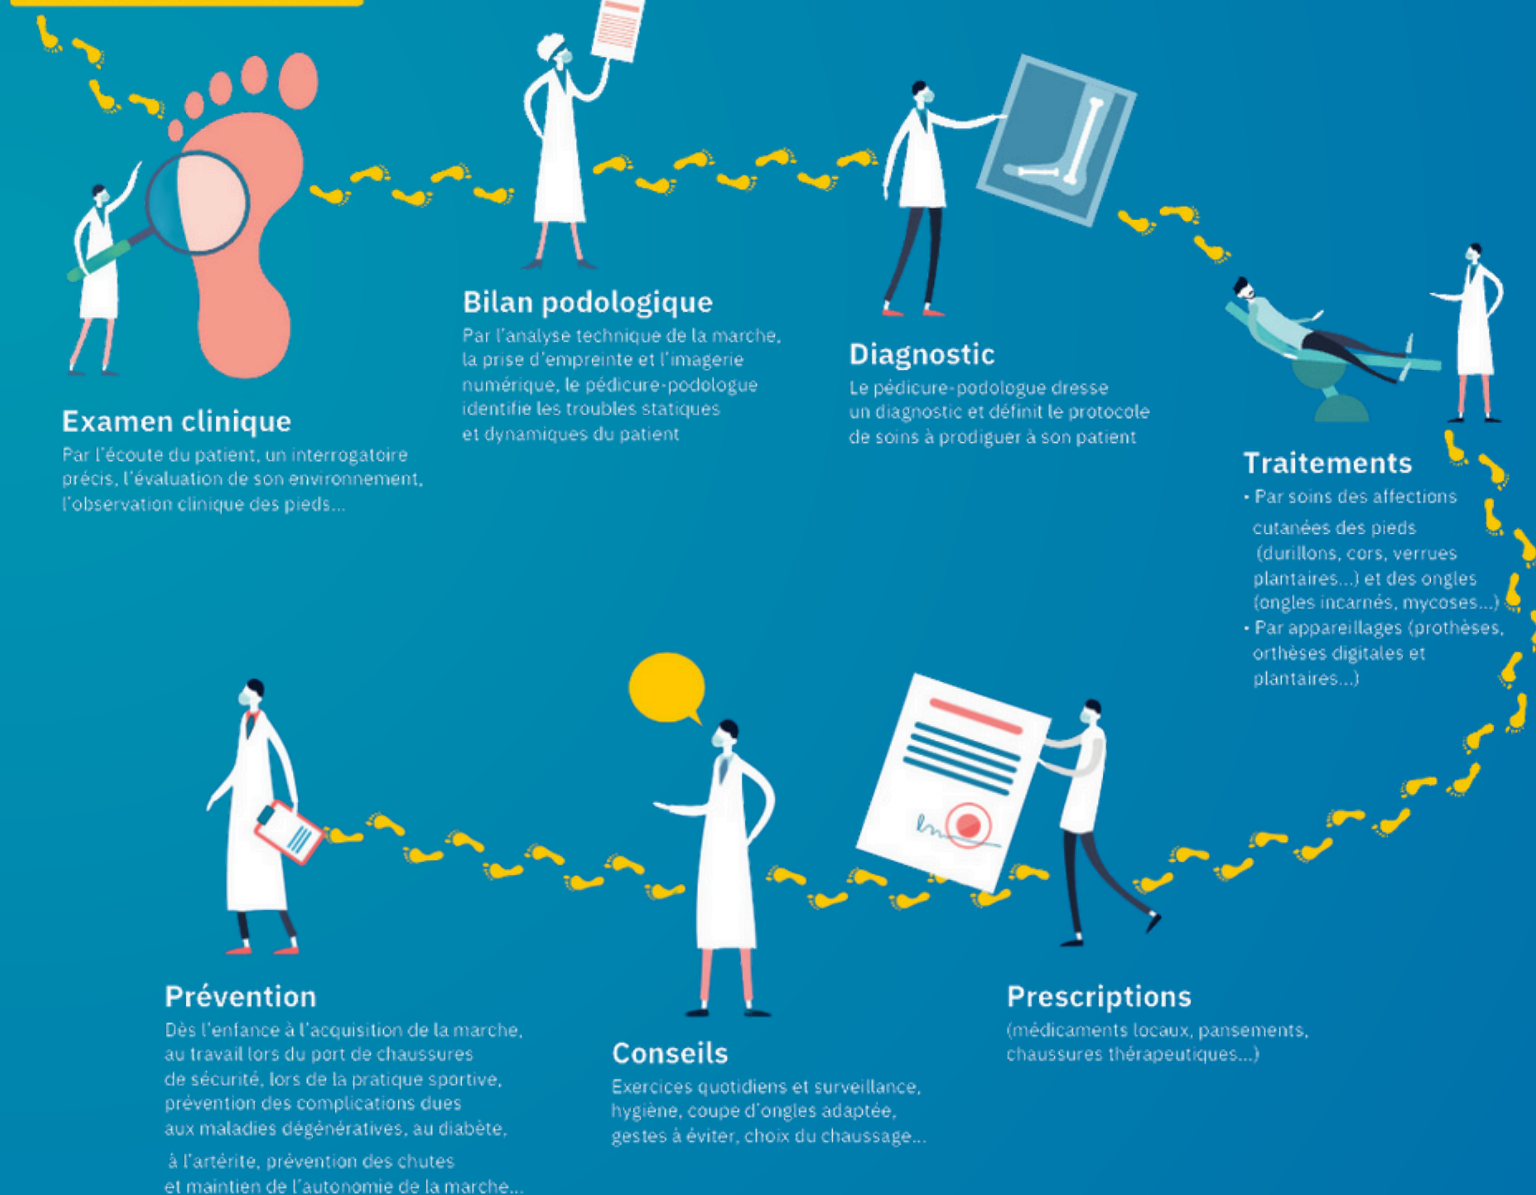 Examen clinique
Par l'écoute du patient, un interrogatoire
précis, l'évaluation de son environnement,
l'observation clinique des pieds...
Bilan podologique
Par l'analyse technique de la marche,
la prise d'empreinte et l'imagerie
numérique, le pédicure-podologue
identifie les troubles statiques
et dynamiques du patient
Diagnostic
Le pédicure-podologue dresse
un diagnostic et définit le protocole
de soins à prodiguer à son patient
Traitements
• Par soins des affections
cutanées des pieds
(durillons, cors, verrues
plantaires...) et des ongles
(ongles incarnés, mycoses...)
• Par appareillages (prothèses,
orthèses digitales et
plantaires...)
Prescriptions
(médicaments locaux, pansements,
chaussures thérapeutiques...)
Conseils
Exercices quotidiens et surveillance,
hygiène, coupe d'ongles adaptée,
gestes à éviter, choix du chaussage...
Prévention
Dès l'enfance à l'acquisition de la marche,
au travail lors du port de chaussures
de sécurité, lors de la pratique sportive,
prévention des complications dues
aux maladies dégénératives, au diabète,
à l'artérite, prévention des chutes
et maintien de l'autonomie de la marche...